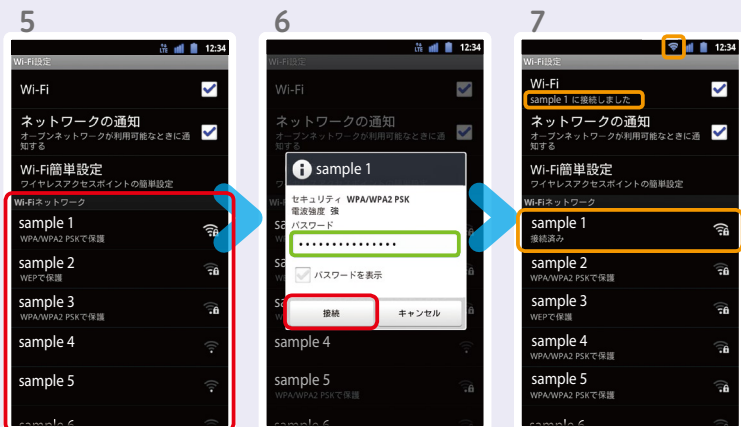 5
LTE 12:34
Wi-Fi設定
Wi-Fi
ネットワークの通知
オープンネットワークが利用可能なときに通
知する
Wi-Fi簡単設定
ワイヤレスアクセスポイントの簡単設定
Wi-Fiネットワーク
sample 1
WPA/WPA2 PSKで保護
sample 2
WEPで保護
sample 3
WPA/WPA2 PSKで保護
sample 4
sample 5
sample 6
6
LTE 12:34
Wi-Fi設定
Wi-Fi
ネットワークの通知
オープンネットワークが利用可能なときに通
知する
sample 1
セキュリティ WPA/WPA2 PSK
電波強度 強
パスワード
••••••••••••••••
パスワードを表示
接続 キャンセル
sample 4
sample 5
WPA/WPA2 PSKで保護
7
12:34
Wi-Fi設定
Wi-Fi
sample 1 に接続しました
ネットワークの通知
オープンネットワークが利用可能なときに通
知する
Wi-Fi簡単設定
ワイヤレスアクセスポイントの簡単設定
Wi-Fiネットワーク
sample 1
接続済み
sample 2
WPA/WPA2 PSKで保護
sample 3
WEPで保護
sample 4
WPA/WPA2 PSKで保護
sample 5
WPA/WPA2 PSKで保護
sample 6